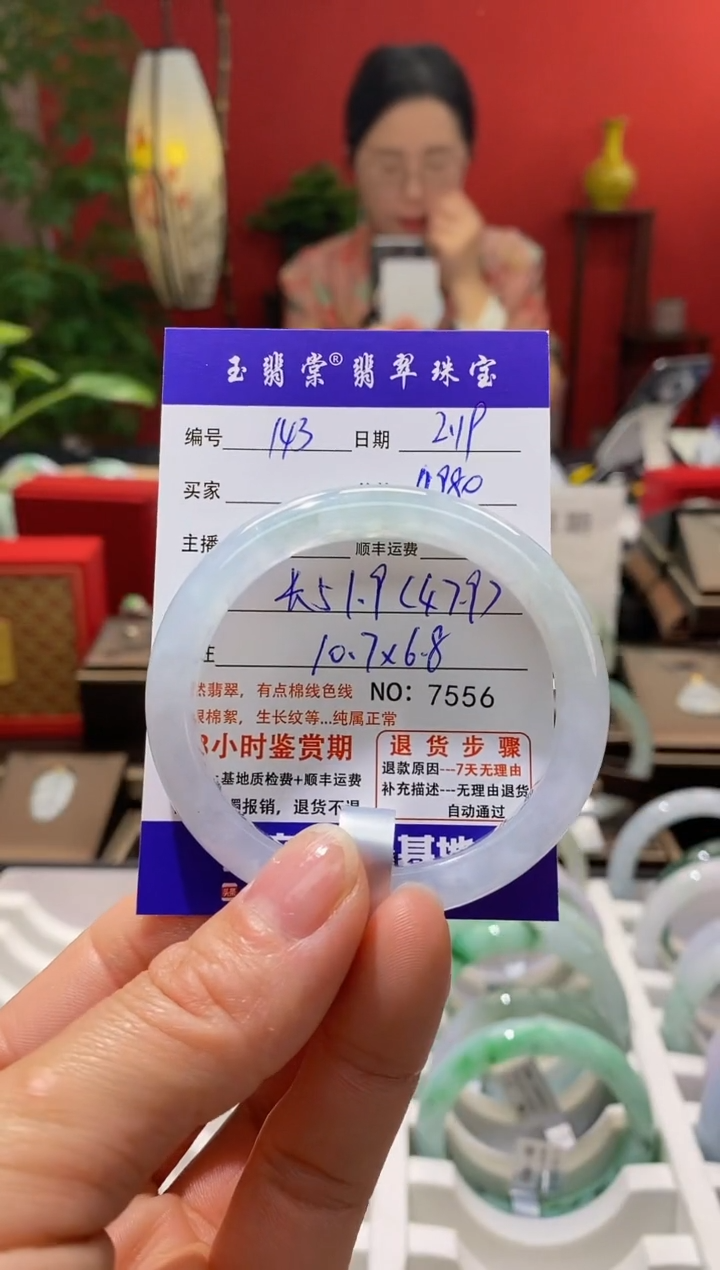 玉翡棠®翡翠珠宝
编号 143 日期 2.19
买家
主播 顺丰运费
长51.9(47.9)
10.7x6.8
然翡翠，有点棉线色线 NO：7556
棉絮，生长纹等...纯属正常
小时鉴赏期
退货步骤
退款原因---7天无理由
基地质检费+顺丰运费
补充描述---无理由退货
报销，退货不退
自动通过
基地